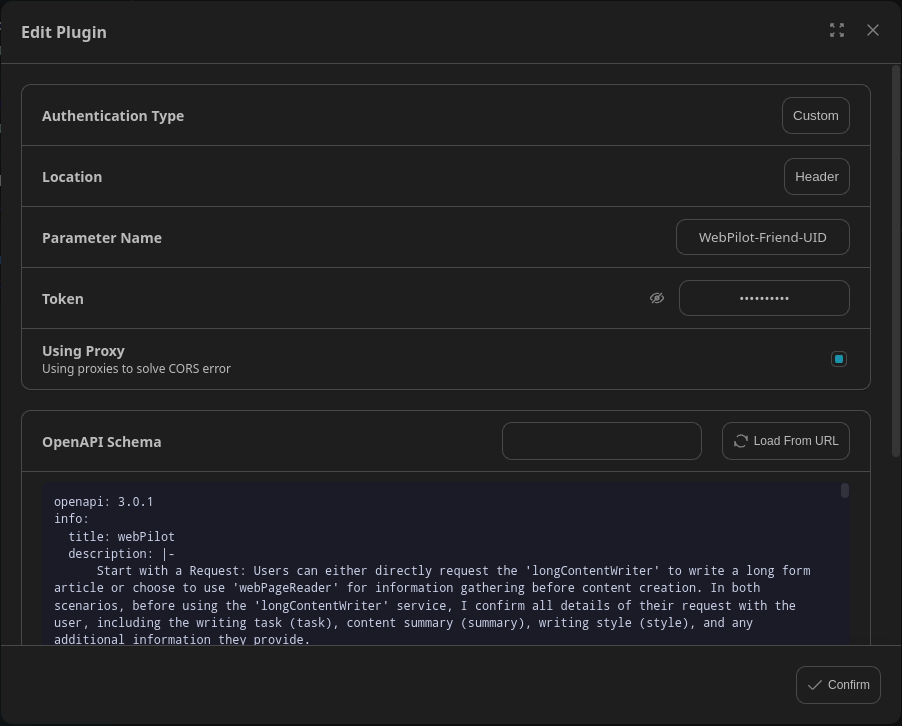 Edit Plugin
Authentication Type
Custom
Location
Header
Parameter Name
WebPilot-Friend-UID
Token
••••••••••
Using Proxy
Using proxies to solve CORS error
OpenAPI Schema
Load From URL
openapi: 3.0.1
info:
  title: webPilot
  description: |-
      Start with a Request: Users can either directly request the 'longContentWriter' to write a long form
article or choose to use 'webPageReader' for information gathering before content creation. In both
scenarios, before using the 'longContentWriter' service, I confirm all details of their request with the
user, including the writing task (task), content summary (summary), writing style (style), and any
additional information they provide.
Confirm